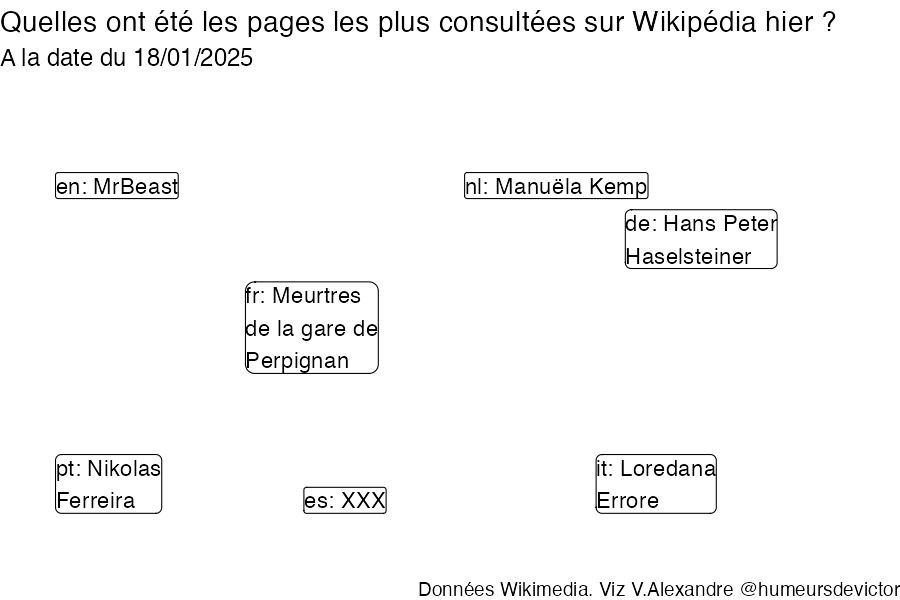 Quelles ont été les pages les plus consultées sur Wikipédia hier ?
A la date du 18/01/2025
en: MrBeast
nl: Manuëla Kemp
de: Hans Peter
Haselsteiner
fr: Meurtres
de la gare de
Perpignan
pt: Nikolas
Ferreira
es: XXX
it: Loredana
Errore
Données Wikimedia. Viz V.Alexandre @humeursdevictor